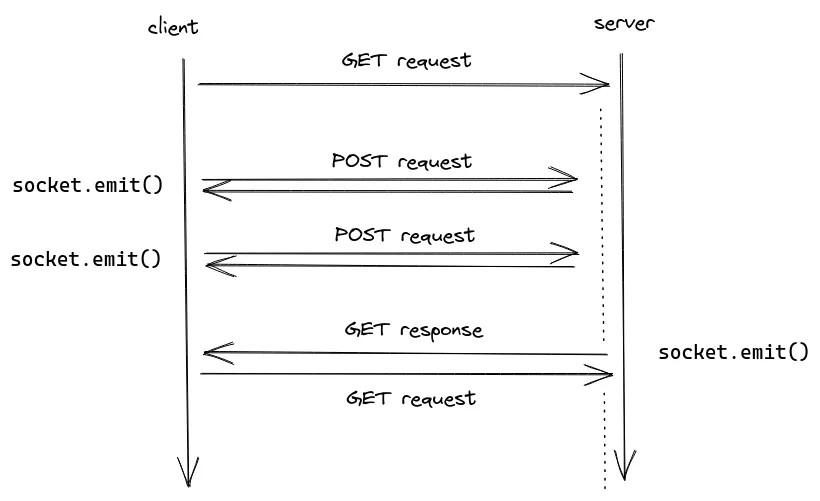 client
server
GET request
POST request
socket.emit()
POST request
socket.emit()
GET response
socket.emit()
GET request